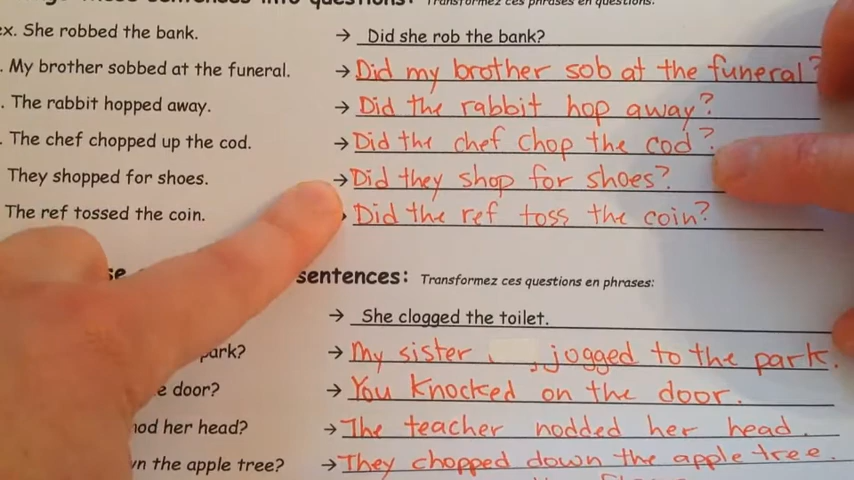 these sentences into questions: Transformez ces phrases en questions:
ex. She robbed the bank. → Did she rob the bank?
. My brother sobbed at the funeral. → Did my brother sob at the funeral?
. The rabbit hopped away. → Did the rabbit hop away?
. The chef chopped up the cod. → Did the chef chop the cod?
They shopped for shoes. → Did they shop for shoes?
The ref tossed the coin. → Did the ref toss the coin?
sentences: Transformez ces questions en phrases:
→ She clogged the toilet.
park? → My sister jogged to the park.
door? → You knocked on the door.
nod her head? → The teacher nodded her head.
the apple tree? → They chopped down the apple tree.